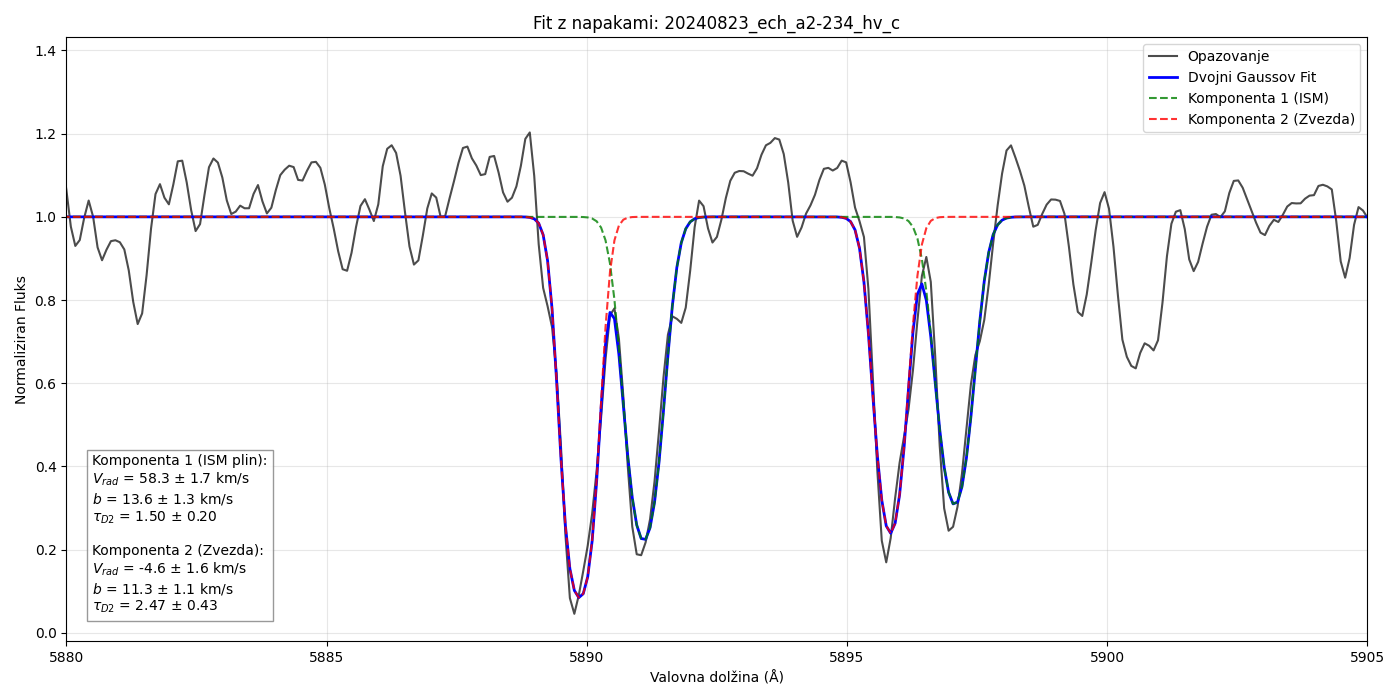 Fit z napakami: 20240823_ech_a2-234_hv_c
Normaliziran Fluks
1.4
1.2
1.0
0.8
0.6
0.4
0.2
0.0
Opazovanje
Dvojni Gaussov Fit
Komponenta 1 (ISM)
Komponenta 2 (Zvezda)
Komponenta 1 (ISM plin):
V_rad = 58.3 ± 1.7 km/s
b = 13.6 ± 1.3 km/s
τ_D2 = 1.50 ± 0.20
Komponenta 2 (Zvezda):
V_rad = -4.6 ± 1.6 km/s
b = 11.3 ± 1.1 km/s
τ_D2 = 2.47 ± 0.43
5880 5885 5890 5895 5900 5905
Valovna dolžina (Å)